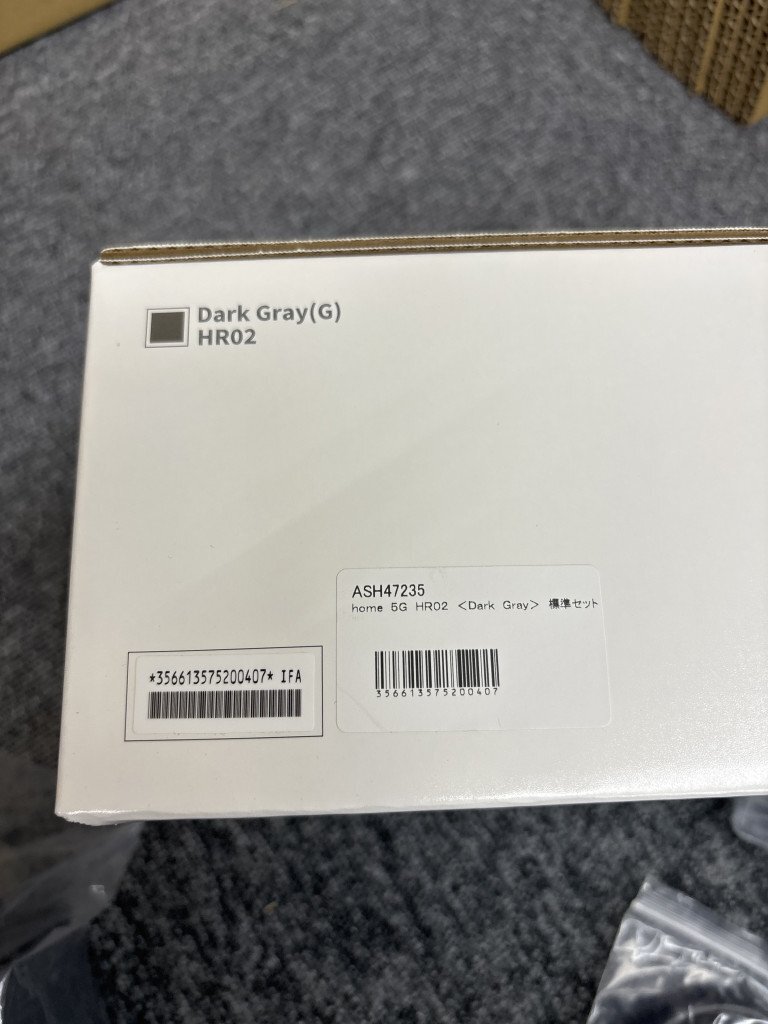 Dark Gray(G)
HR02
ASH47235
home 5G HR02 <Dark Gray> 標準セット
356613575200407
*356613575200407* IFA